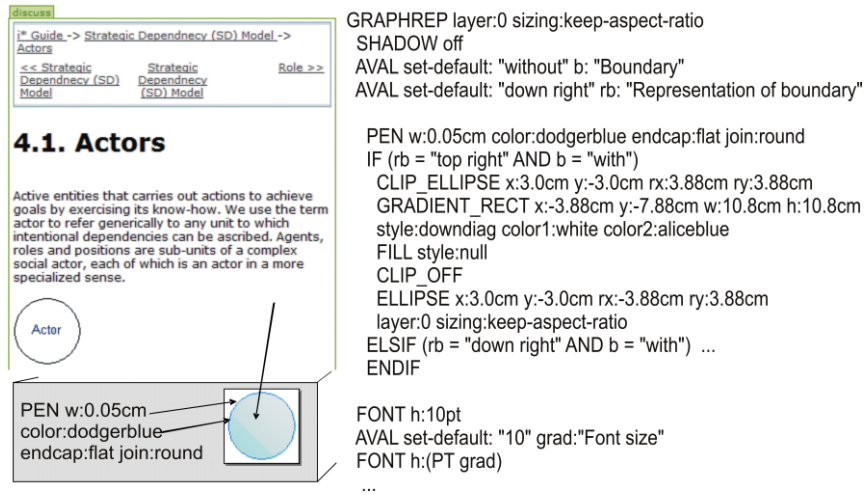 discuss
i* Guide -> Strategic Dependnecy (SD) Model ->
Actors
<< Strategic Dependnecy (SD) Model
Strategic Dependnecy (SD) Model
Role >>
4.1. Actors
Active entities that carries out actions to achieve
goals by exercising its know-how. We use the term
actor to refer generically to any unit to which
intentional dependencies can be ascribed. Agents,
roles and positions are sub-units of a complex
social actor, each of which is an actor in a more
specialized sense.
Actor
PEN w:0.05cm
color:dodgerblue
endcap:flat join:round
GRAPHREP layer:0 sizing:keep-aspect-ratio
SHADOW off
AVAL set-default: "without" b: "Boundary"
AVAL set-default: "down right" rb: "Representation of boundary"
PEN w:0.05cm color:dodgerblue endcap:flat join:round
IF (rb = "top right" AND b = "with")
CLIP_ELLIPSE x:3.0cm y:-3.0cm rx:3.88cm ry:3.88cm
GRADIENT_RECT x:-3.88cm y:-7.88cm w:10.8cm h:10.8cm
style:downdiag color1:white color2:aliceblue
FILL style:null
CLIP_OFF
ELLIPSE x:3.0cm y:-3.0cm rx:-3.88cm ry:3.88cm
layer:0 sizing:keep-aspect-ratio
ELSIF (rb = "down right" AND b = "with") ...
ENDIF
FONT h:10pt
AVAL set-default: "10" grad:"Font size"
FONT h:(PT grad)
...